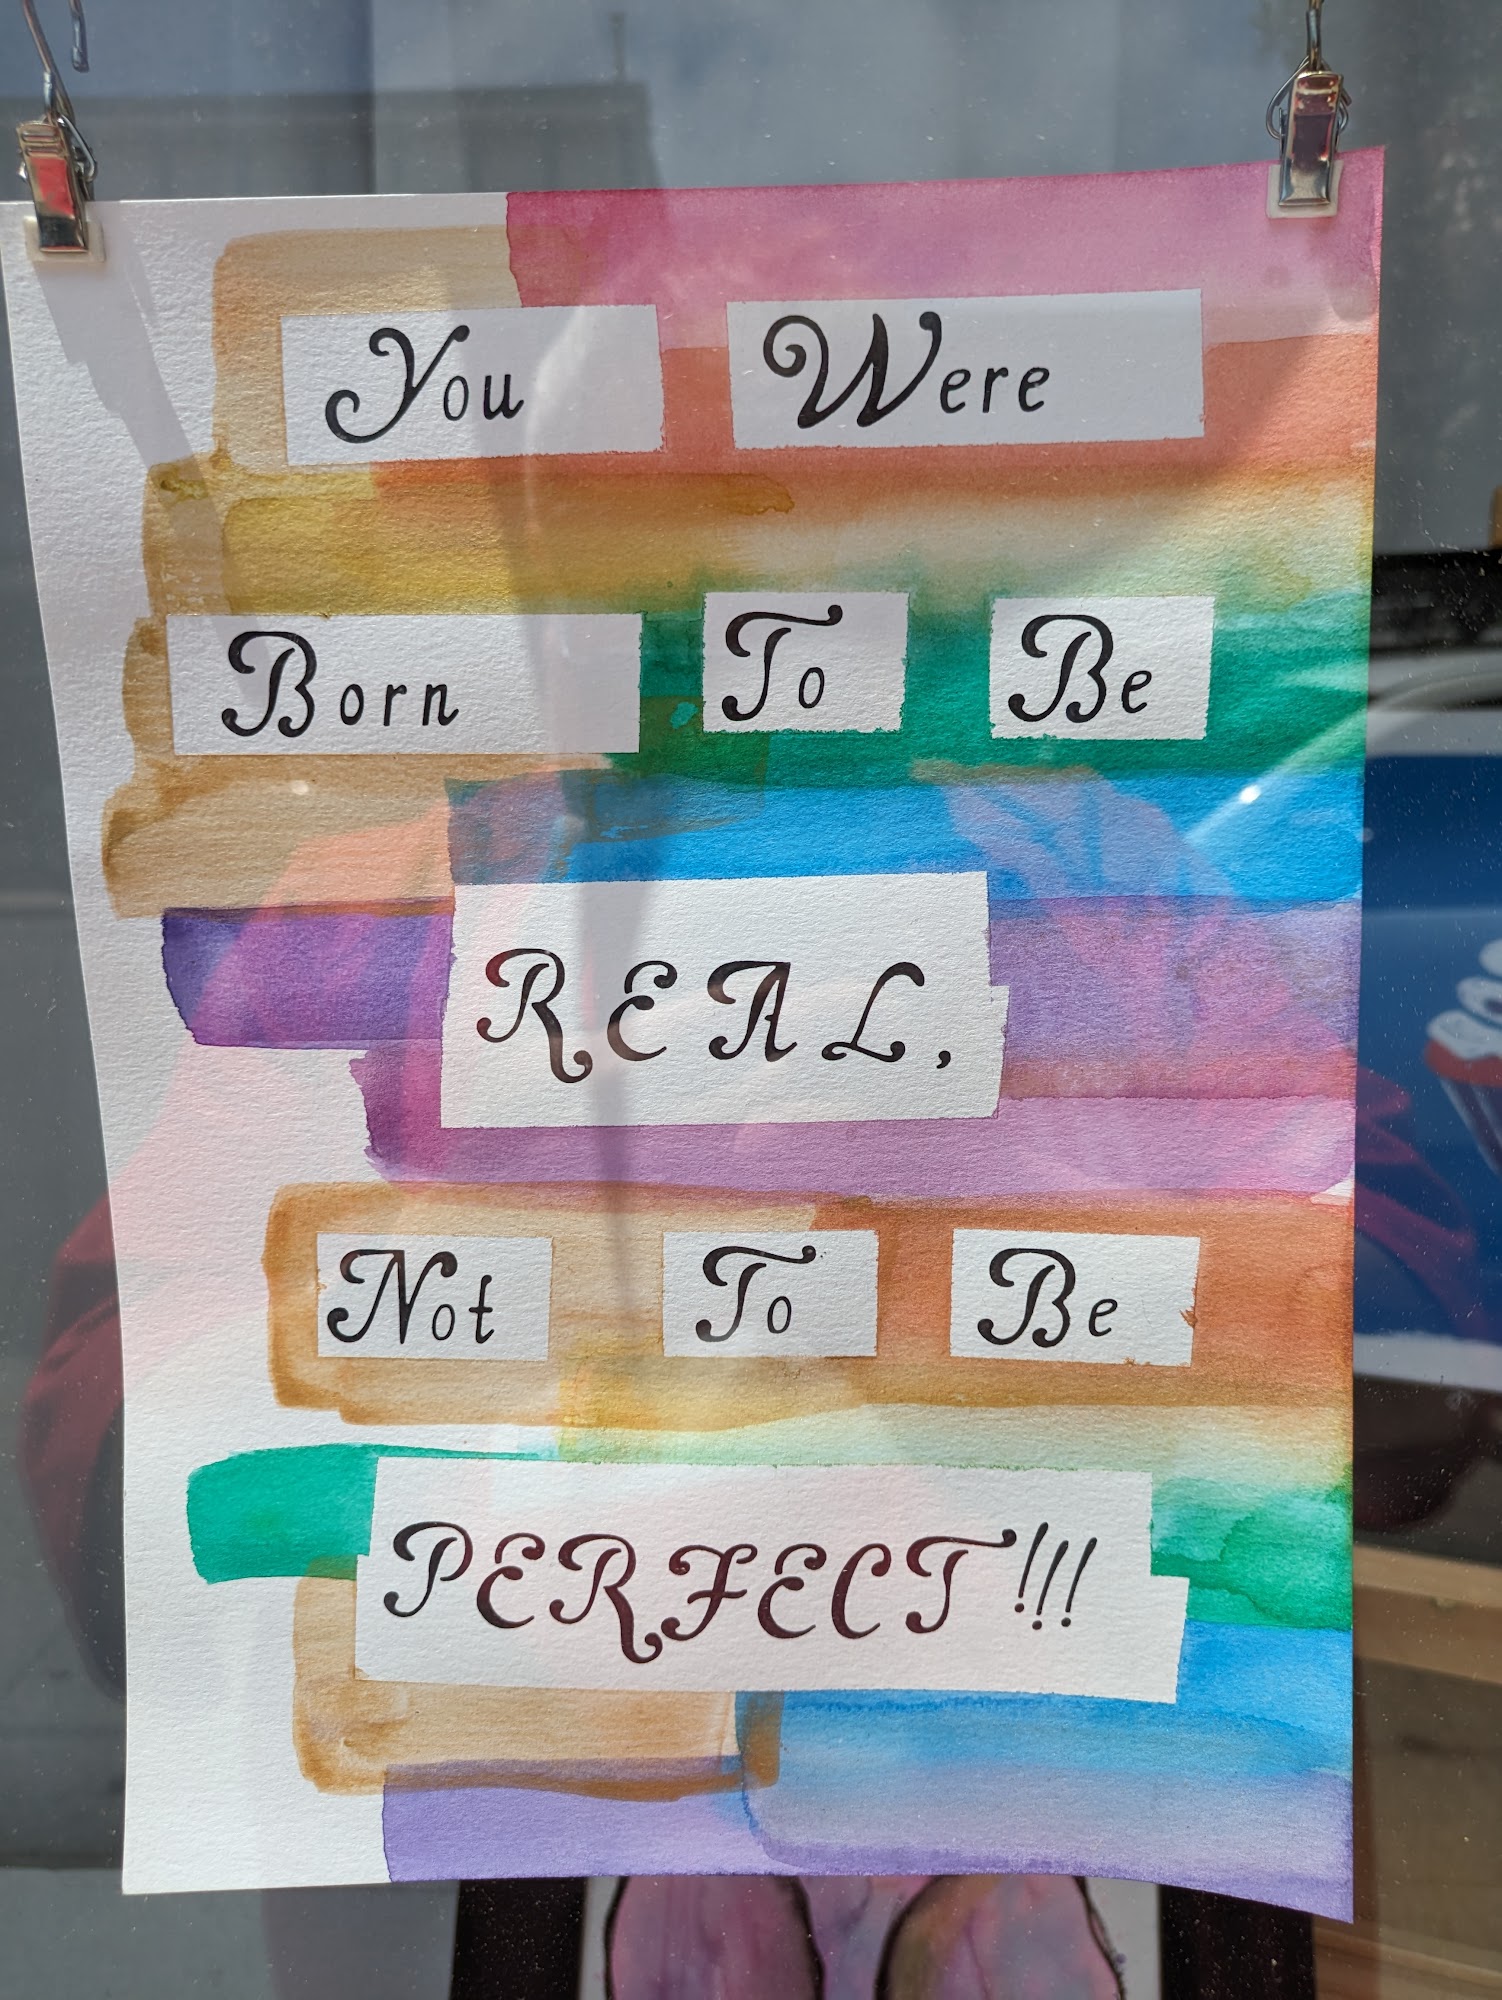 You Were
Born To Be
REAL,
Not To Be
PERFECT!!!